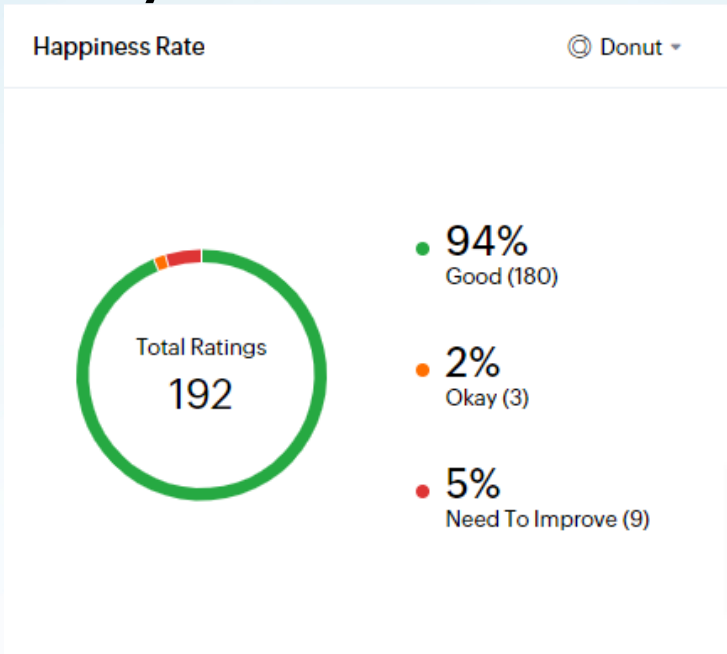 Happiness Rate
Donut
Total Ratings
192
94%
Good (180)
2%
Okay (3)
5%
Need To Improve (9)